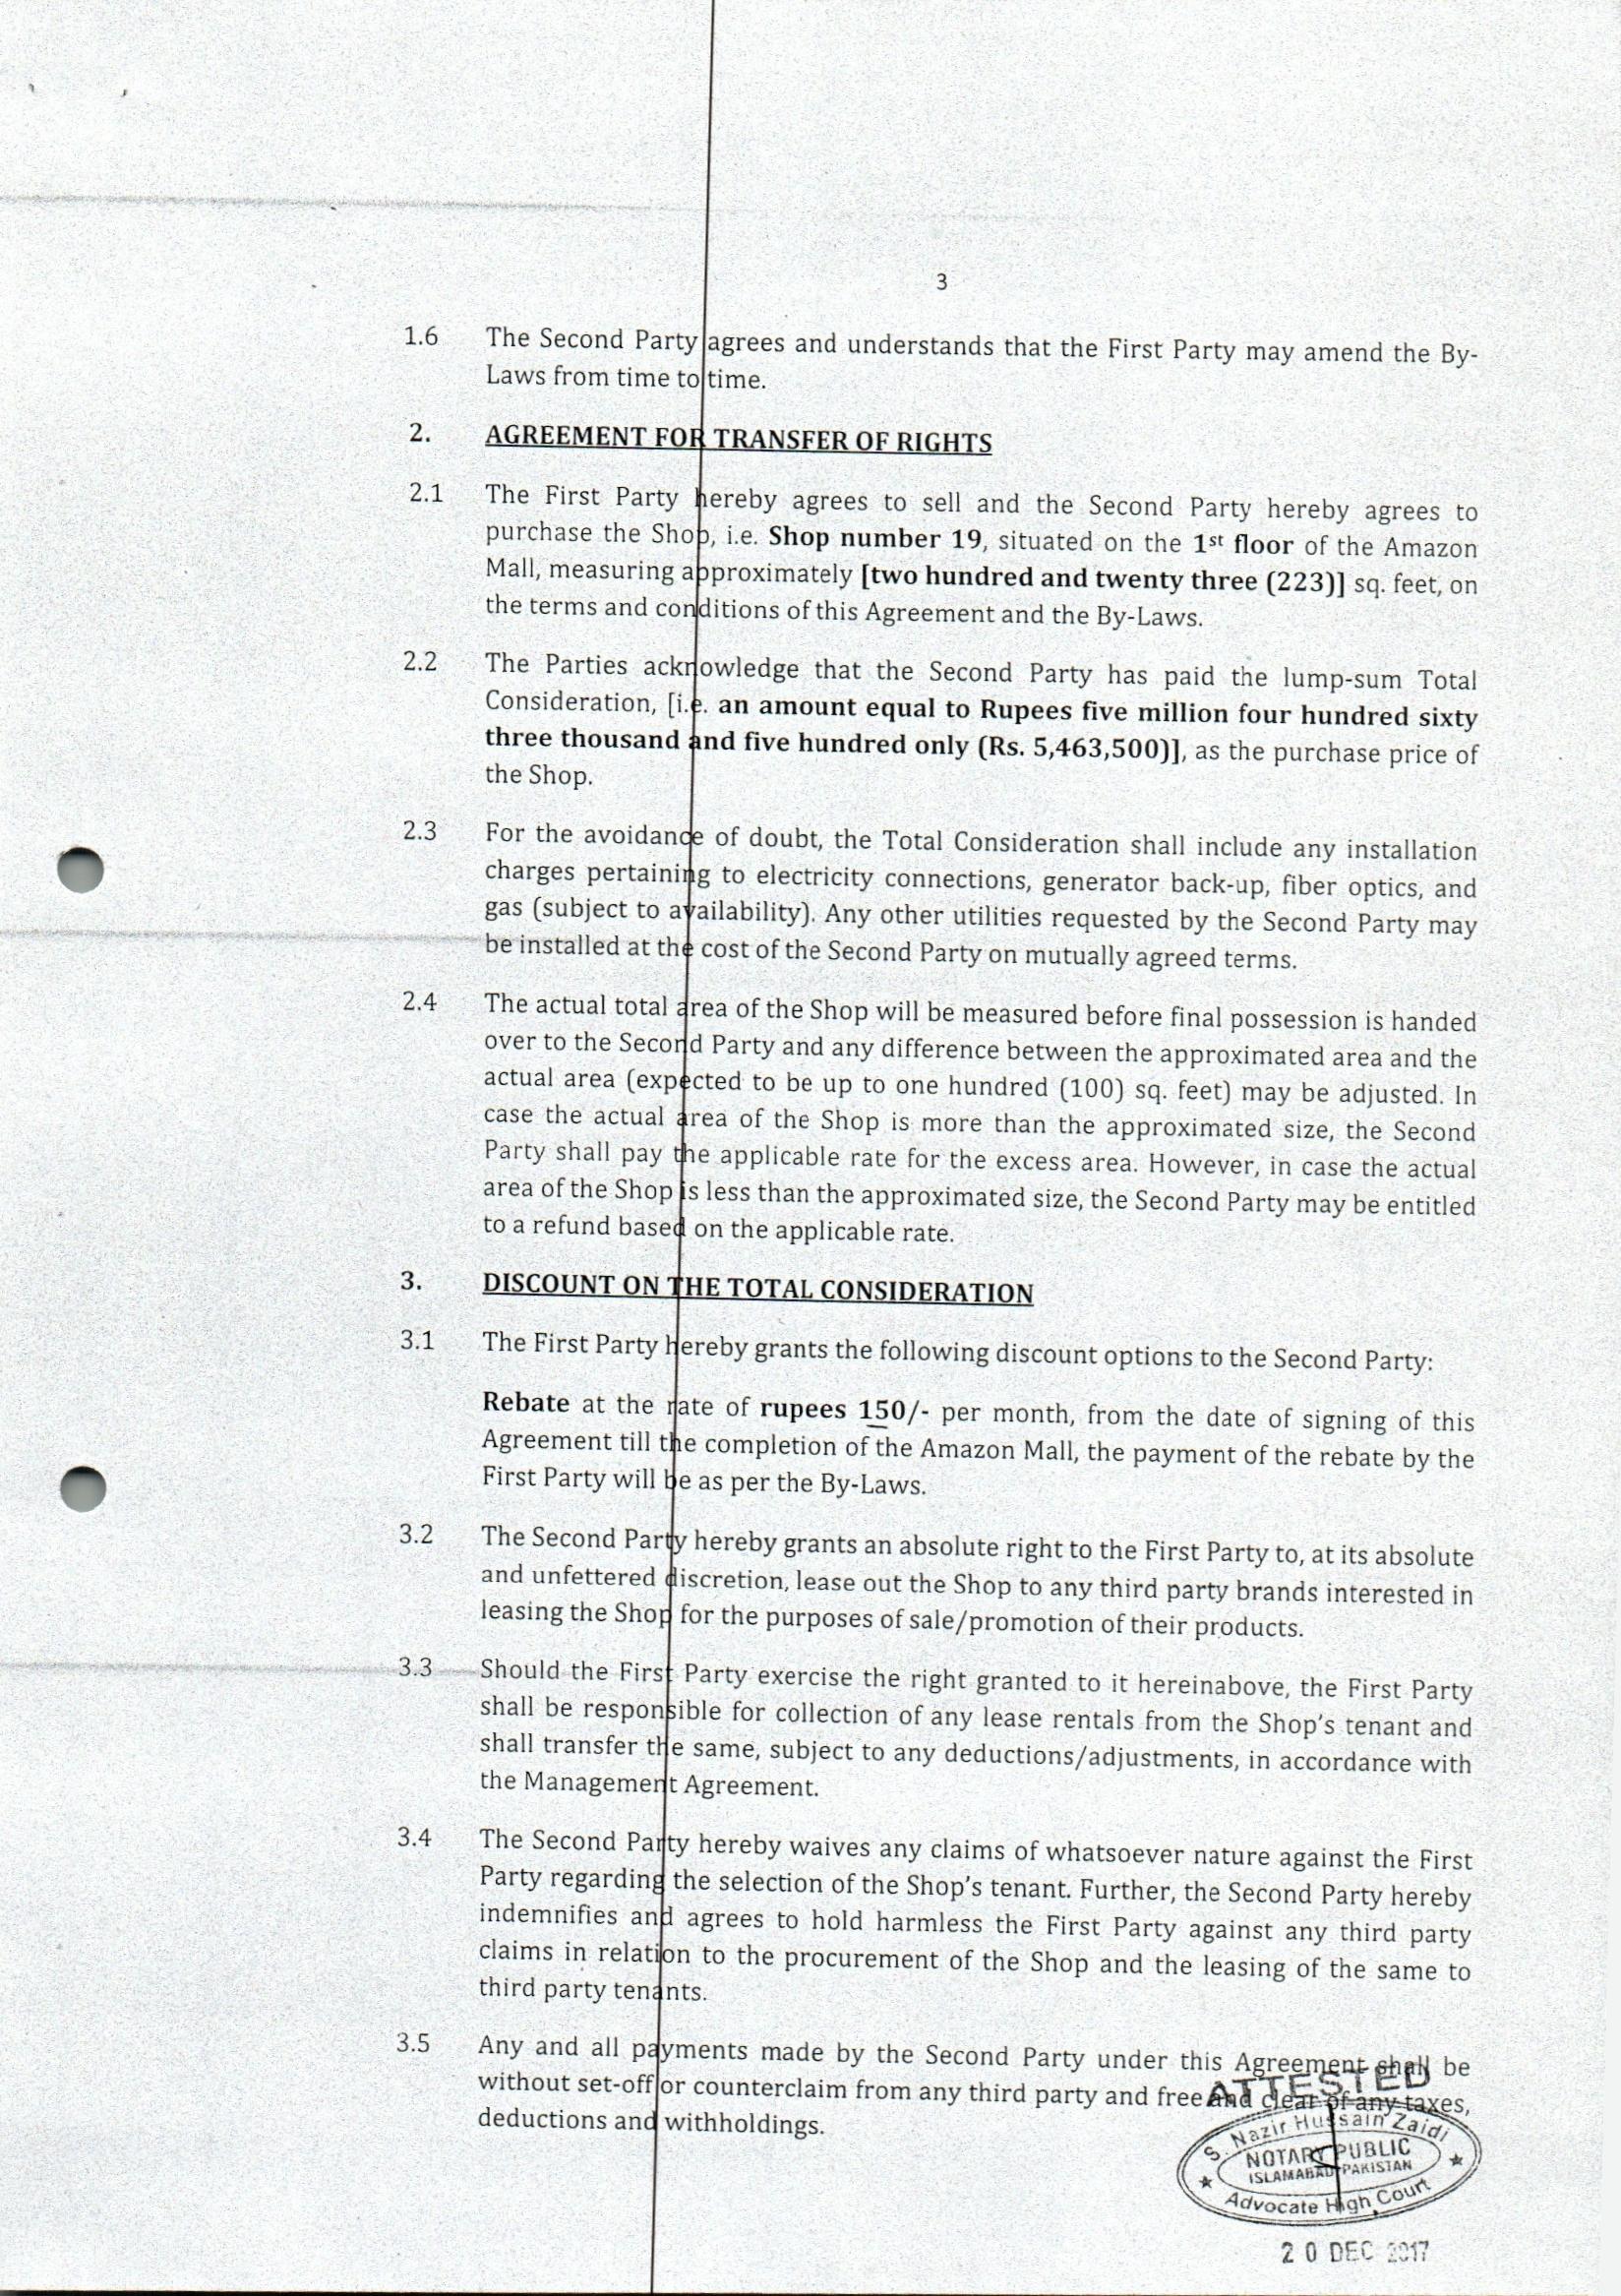 3
1.6 The Second Party agrees and understands that the First Party may amend the By-
Laws from time to time.
2. AGREEMENT FOR TRANSFER OF RIGHTS
2.1 The First Party hereby agrees to sell and the Second Party hereby agrees to
purchase the Shop, i.e. Shop number 19, situated on the 1st floor of the Amazon
Mall, measuring approximately [two hundred and twenty three (223)] sq. feet, on
the terms and conditions of this Agreement and the By-Laws.
2.2 The Parties acknowledge that the Second Party has paid the lump-sum Total
Consideration, [i.e. an amount equal to Rupees five million four hundred sixty
three thousand and five hundred only (Rs. 5,463,500)], as the purchase price of
the Shop.
2.3 For the avoidance of doubt, the Total Consideration shall include any installation
charges pertaining to electricity connections, generator back-up, fiber optics, and
gas (subject to availability). Any other utilities requested by the Second Party may
be installed at the cost of the Second Party on mutually agreed terms.
2.4 The actual total area of the Shop will be measured before final possession is handed
over to the Second Party and any difference between the approximated area and the
actual area (expected to be up to one hundred (100) sq. feet) may be adjusted. In
case the actual area of the Shop is more than the approximated size, the Second
Party shall pay the applicable rate for the excess area. However, in case the actual
area of the Shop is less than the approximated size, the Second Party may be entitled
to a refund based on the applicable rate.
3. DISCOUNT ON THE TOTAL CONSIDERATION
3.1 The First Party hereby grants the following discount options to the Second Party:
Rebate at the rate of rupees 150/- per month, from the date of signing of this
Agreement till the completion of the Amazon Mall, the payment of the rebate by the
First Party will be as per the By-Laws.
3.2 The Second Party hereby grants an absolute right to the First Party to, at its absolute
and unfettered discretion, lease out the Shop to any third party brands interested in
leasing the Shop for the purposes of sale/promotion of their products.
3.3 Should the First Party exercise the right granted to it hereinabove, the First Party
shall be responsible for collection of any lease rentals from the Shop's tenant and
shall transfer the same, subject to any deductions/adjustments, in accordance with
the Management Agreement.
3.4 The Second Party hereby waives any claims of whatsoever nature against the First
Party regarding the selection of the Shop's tenant. Further, the Second Party hereby
indemnifies and agrees to hold harmless the First Party against any third party
claims in relation to the procurement of the Shop and the leasing of the same to
third party tenants.
3.5 Any and all payments made by the Second Party under this Agreement shall be
without set-off or counterclaim from any third party and free and clear of any taxes,
deductions and withholdings.
ATTESTED
S. Nazir Hussain Zaidi
NOTARY PUBLIC
ISLAMABAD-PAKISTAN
Advocate High Court
20 DEC 2017